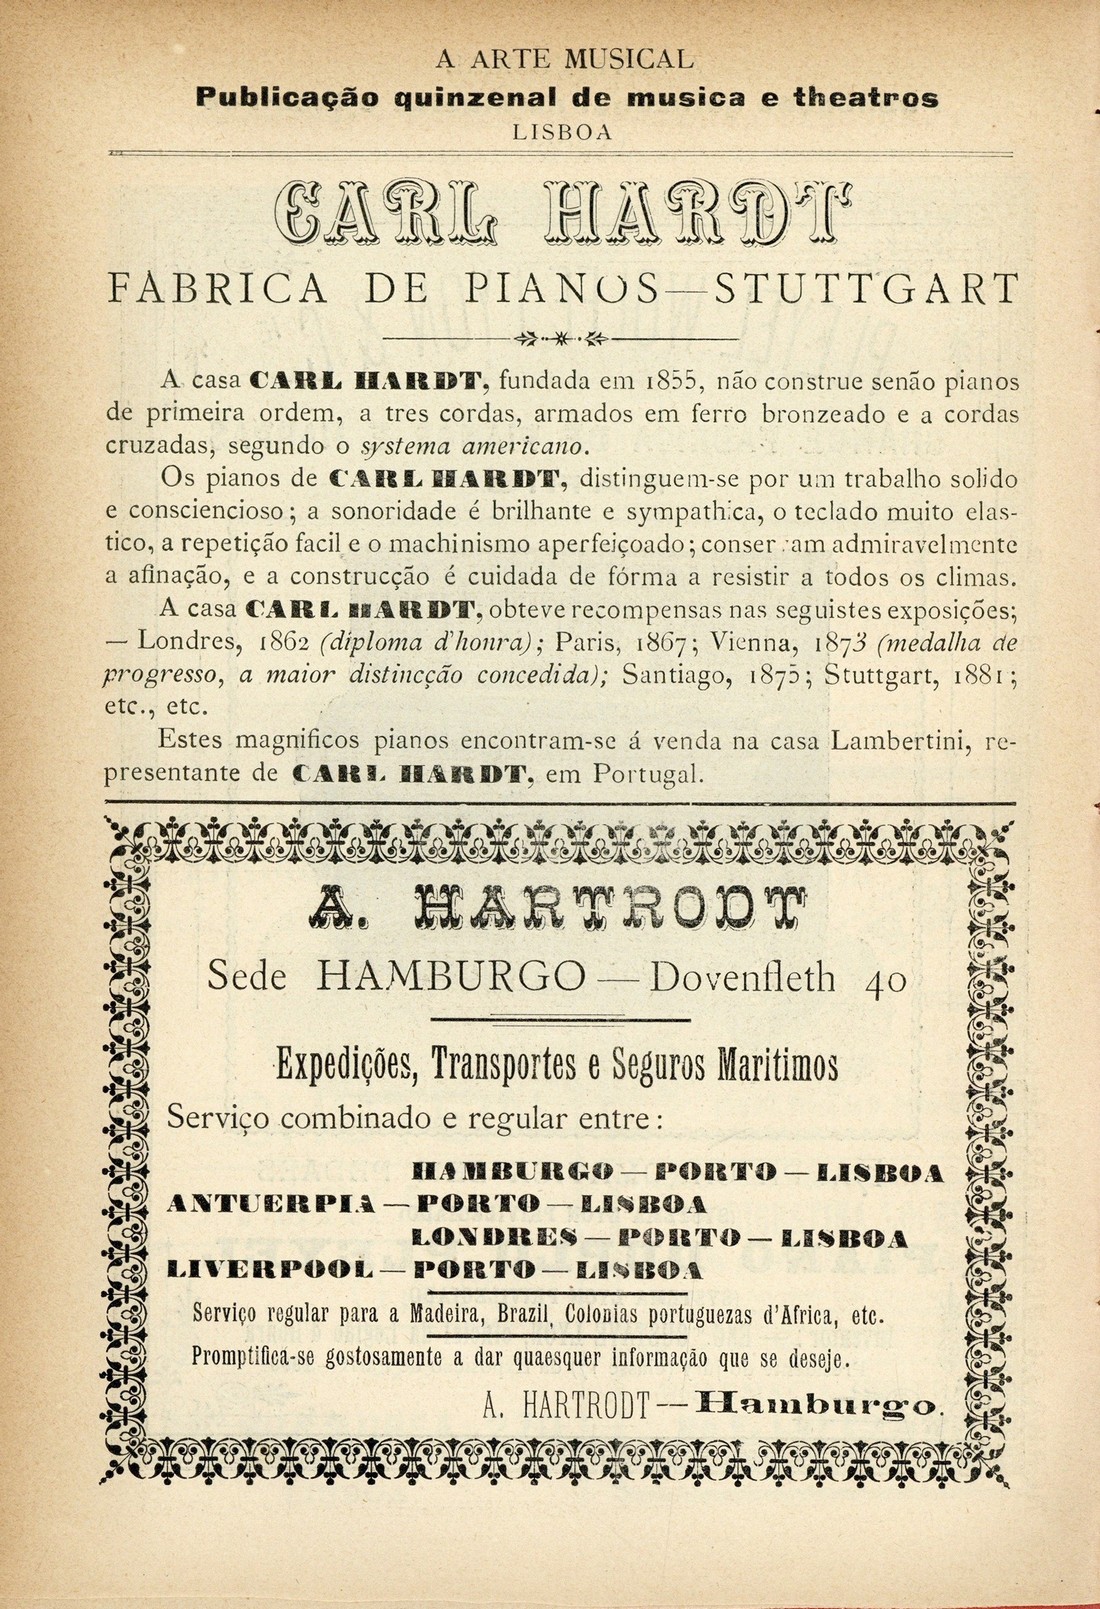 A ARTE MUSICAL
Publicação quinzenal de musica e theatros
LISBOA
CARL HARDT
FABRICA DE PIANOS—STUTTGART
A casa CARL HARDT, fundada em 1855, não construe senão pianos
de primeira ordem, a tres cordas, armados em ferro bronzeado e a cordas
cruzadas, segundo o systema americano.
Os pianos de CARL HARDT, distinguem-se por um trabalho solido
e consciencioso; a sonoridade é brilhante e sympathica, o teclado muito elas-
tico, a repetição facil e o machinismo aperfeiçoado; conservam admiravelmente
a afinação, e a construcção é cuidada de fórma a resistir a todos os climas.
A casa CARL HARDT, obteve recompensas nas seguistes exposições;
— Londres, 1862 (diploma d'honra); Paris, 1867; Vienna, 1873 (medalha de
progresso, a maior distincção concedida); Santiago, 1875; Stuttgart, 1881;
etc., etc.
Estes magnificos pianos encontram-se á venda na casa Lambertini, re-
presentante de CARL HARDT, em Portugal.
A. HARTRODT
Sede HAMBURGO — Dovenfleth 40
Expedições, Transportes e Seguros Maritimos
Serviço combinado e regular entre:
HAMBURGO — PORTO — LISBOA
ANTUERPIA — PORTO — LISBOA
LONDRES — PORTO — LISBOA
LIVERPOOL — PORTO — LISBOA
Serviço regular para a Madeira, Brazil, Colonias portuguezas d'Africa, etc.
Promptifica-se gostosamente a dar quaesquer informação que se deseje.
A. HARTRODT — Hamburgo.